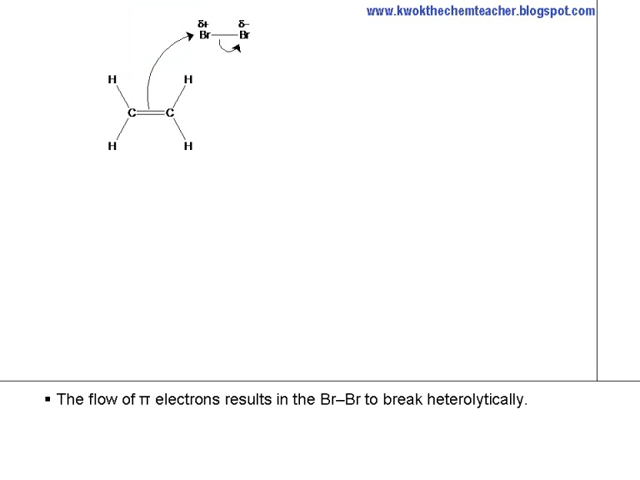 www.kwokthechemteacher.blogspot.com
δ+ δ–
Br Br
H H
C C
H H
▪ The flow of π electrons results in the Br–Br to break heterolytically.